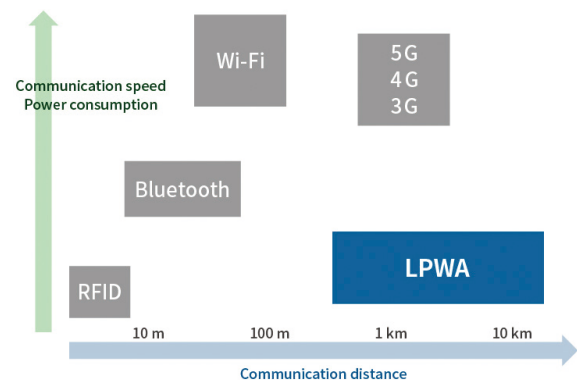 Wi-Fi
5G
4G
3G
Communication speed
Power consumption
Bluetooth
LPWA
RFID
10 m
100 m
1 km
10 km
Communication distance